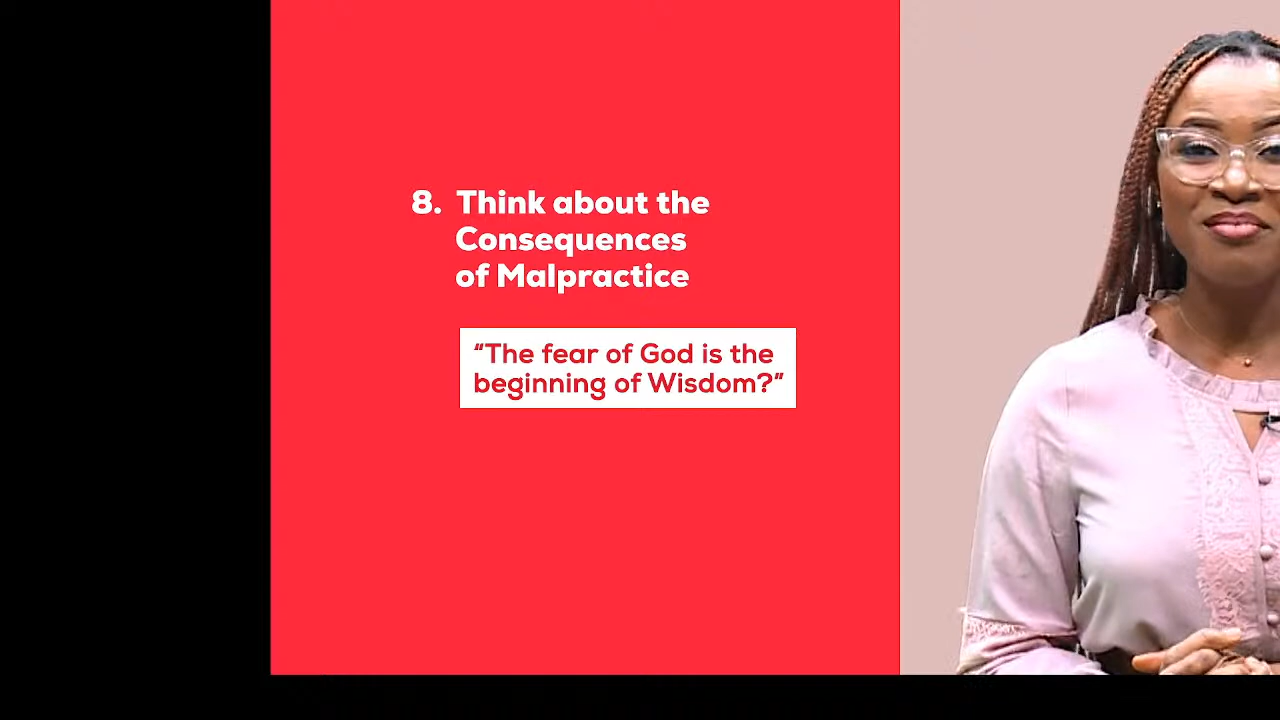 8. Think about the
Consequences
of Malpractice
“The fear of God is the
beginning of Wisdom?”